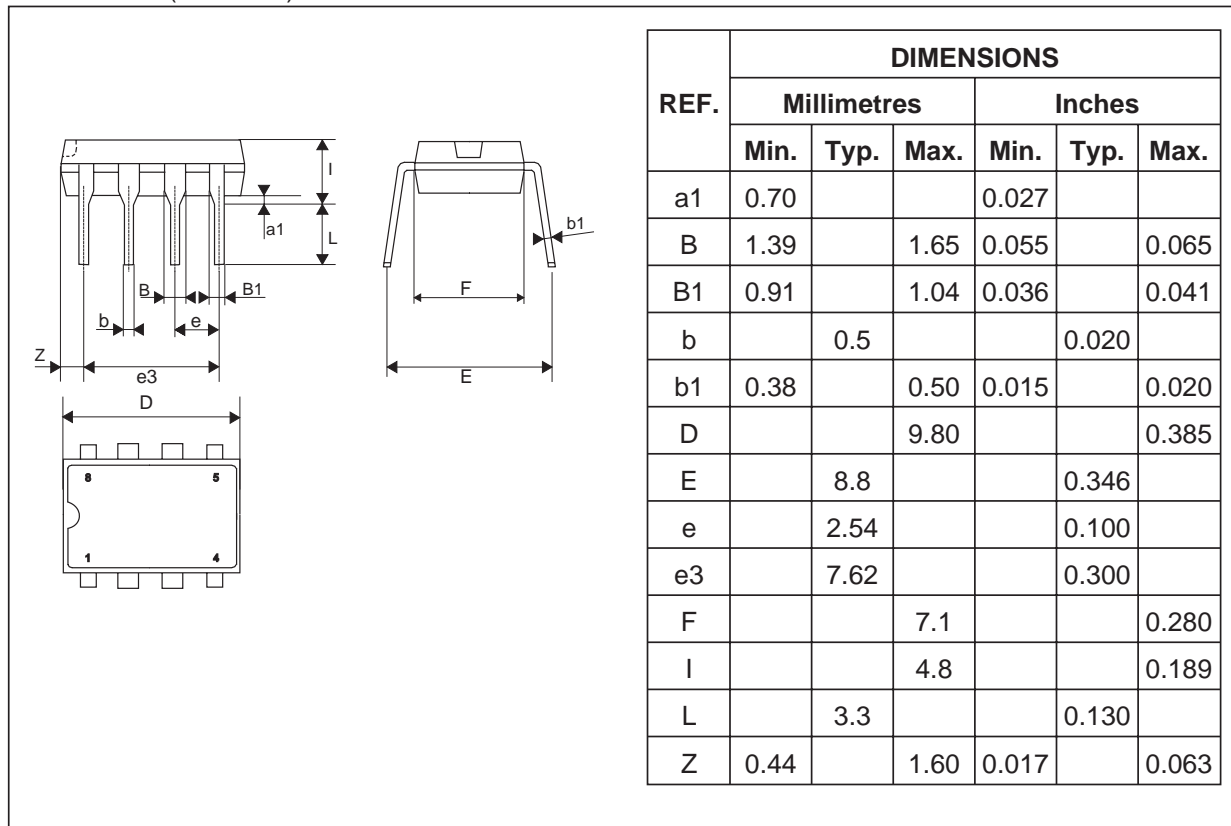 DIMENSIONS
REF. Millimetres Inches
Min. Typ. Max. Min. Typ. Max.
a1 0.70 0.027
B 1.39 1.65 0.055 0.065
B1 0.91 1.04 0.036 0.041
b 0.5 0.020
b1 0.38 0.50 0.015 0.020
D 9.80 0.385
E 8.8 0.346
e 2.54 0.100
e3 7.62 0.300
F 7.1 0.280
I 4.8 0.189
L 3.3 0.130
Z 0.44 1.60 0.017 0.063
I
a1
L
B B1
b e
Z
e3
D
b1
F
E
8 5
1 4